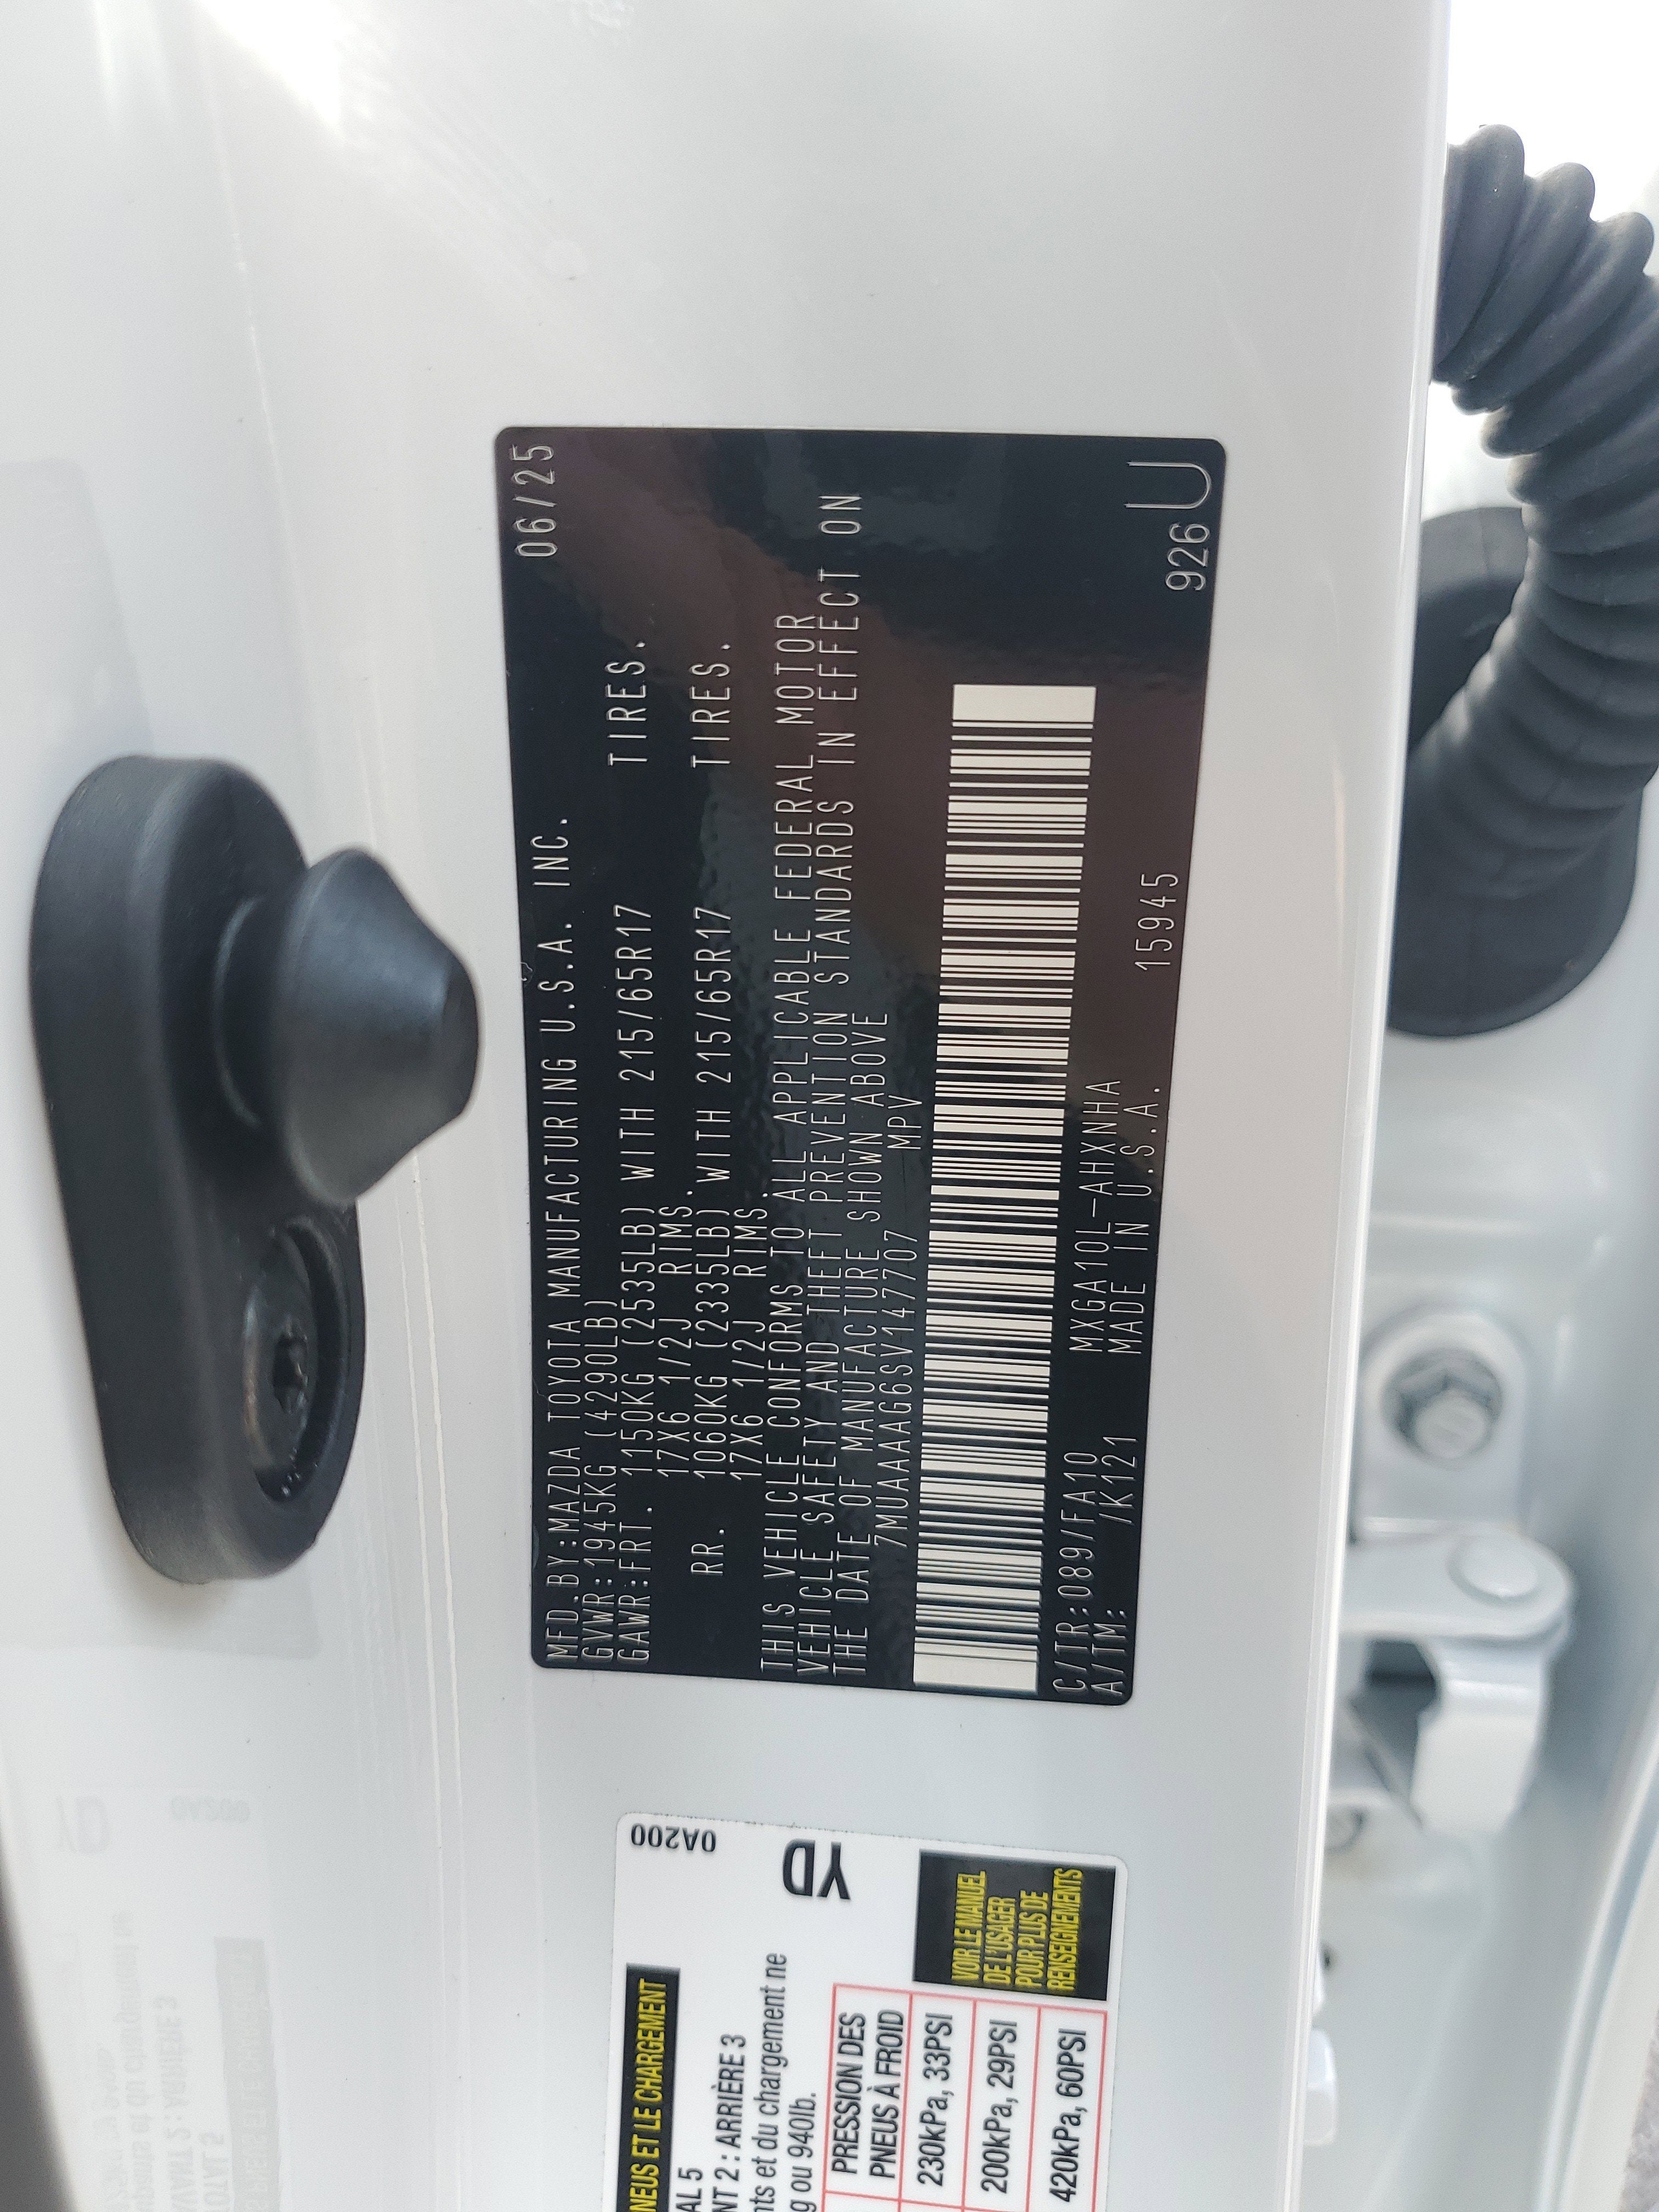 06/25
MFD.BY:MAZDA TOYOTA MANUFACTURING U.S.A. INC.
GVWR:1945KG (4290LB)
GAWR:FRT. 1150KG (2535LB) WITH 215/65R17 TIRES.
17X6 1/2J RIMS.
RR. 1060KG (2335LB) WITH 215/65R17 TIRES.
17X6 1/2J RIMS.
THIS VEHICLE CONFORMS TO ALL APPLICABLE FEDERAL MOTOR
VEHICLE SAFETY AND THEFT PREVENTION STANDARDS IN EFFECT ON
THE DATE OF MANUFACTURE SHOWN ABOVE
7MUAAAAG6SV147707 MPV
C/TR:089/FA10 MXGA10L-AHXNHA
A/TM: /K121 MADE IN U.S.A. 15945
926 U
0A200
YD
NEUS ET LE CHARGEMENT
AL 5
NT 2 : ARRIÈRE 3
nts et du chargement ne
g ou 940lb.
PRESSION DES
PNEUS À FROID
230kPa, 33PSI
200kPa, 29PSI
420kPa, 60PSI
VOIR LE MANUEL
DE L'USAGER
POUR PLUS DE
RENSEIGNEMENTS